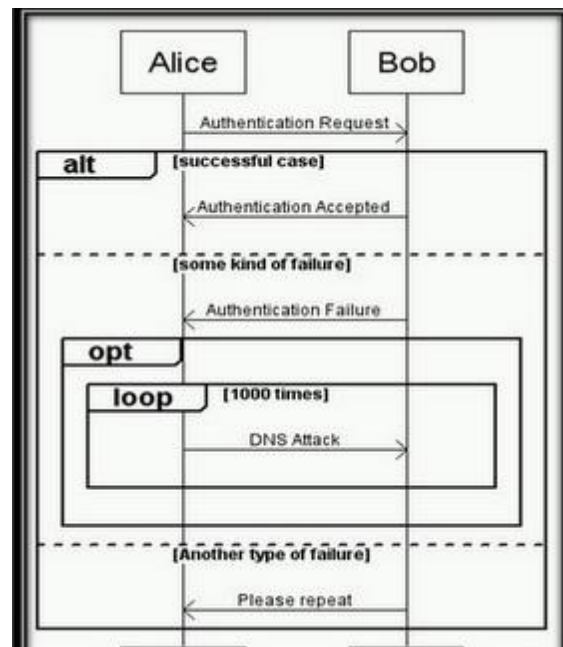 Alice
Bob
Authentication Request
alt
[successful case]
Authentication Accepted
[some kind of failure]
Authentication Failure
opt
loop
[1000 times]
DNS Attack
[Another type of failure]
Please repeat